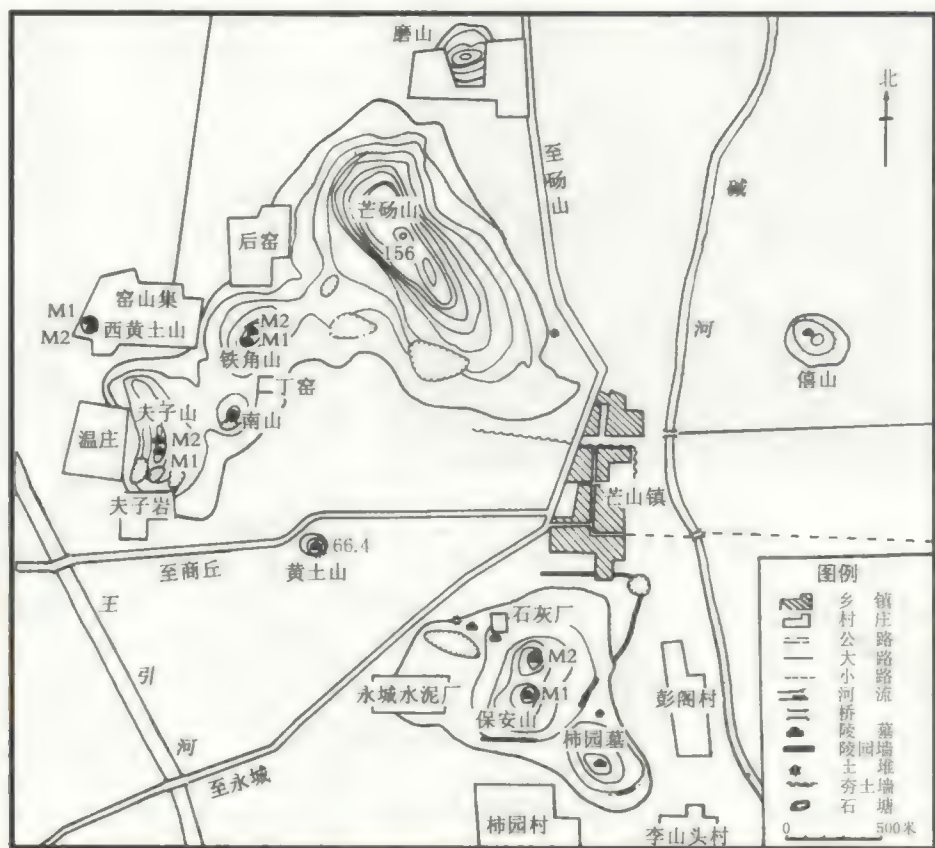 磨山
北
至砀山
碱河
芒砀山
156
后窑
窑山集
M1
西黄土山
M2
M2
M1
铁角山
僖山
丁窑
夫子山
南山
温庄
M2
M1
芒山镇
夫子岩
66.4
至商丘
黄土山
王引河
石灰厂
M2
永城水泥厂
M1
彭阁村
保安山
柿园墓
至永城
柿园村
李山头村
图例
乡镇
村庄
公路
大路
小路
河流
桥
陵墓
陵园墙
土堆
夯土墙
石塘
0 500米